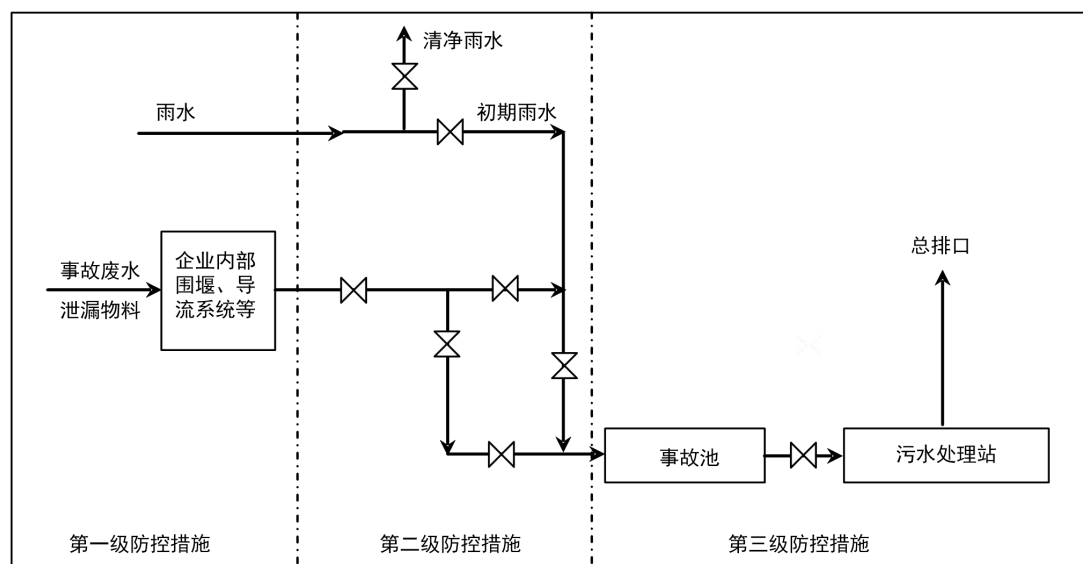 清净雨水
雨水
初期雨水
事故废水
泄漏物料
企业内部
围堰、导
流系统等
总排口
事故池
污水处理站
第一级防控措施
第二级防控措施
第三级防控措施